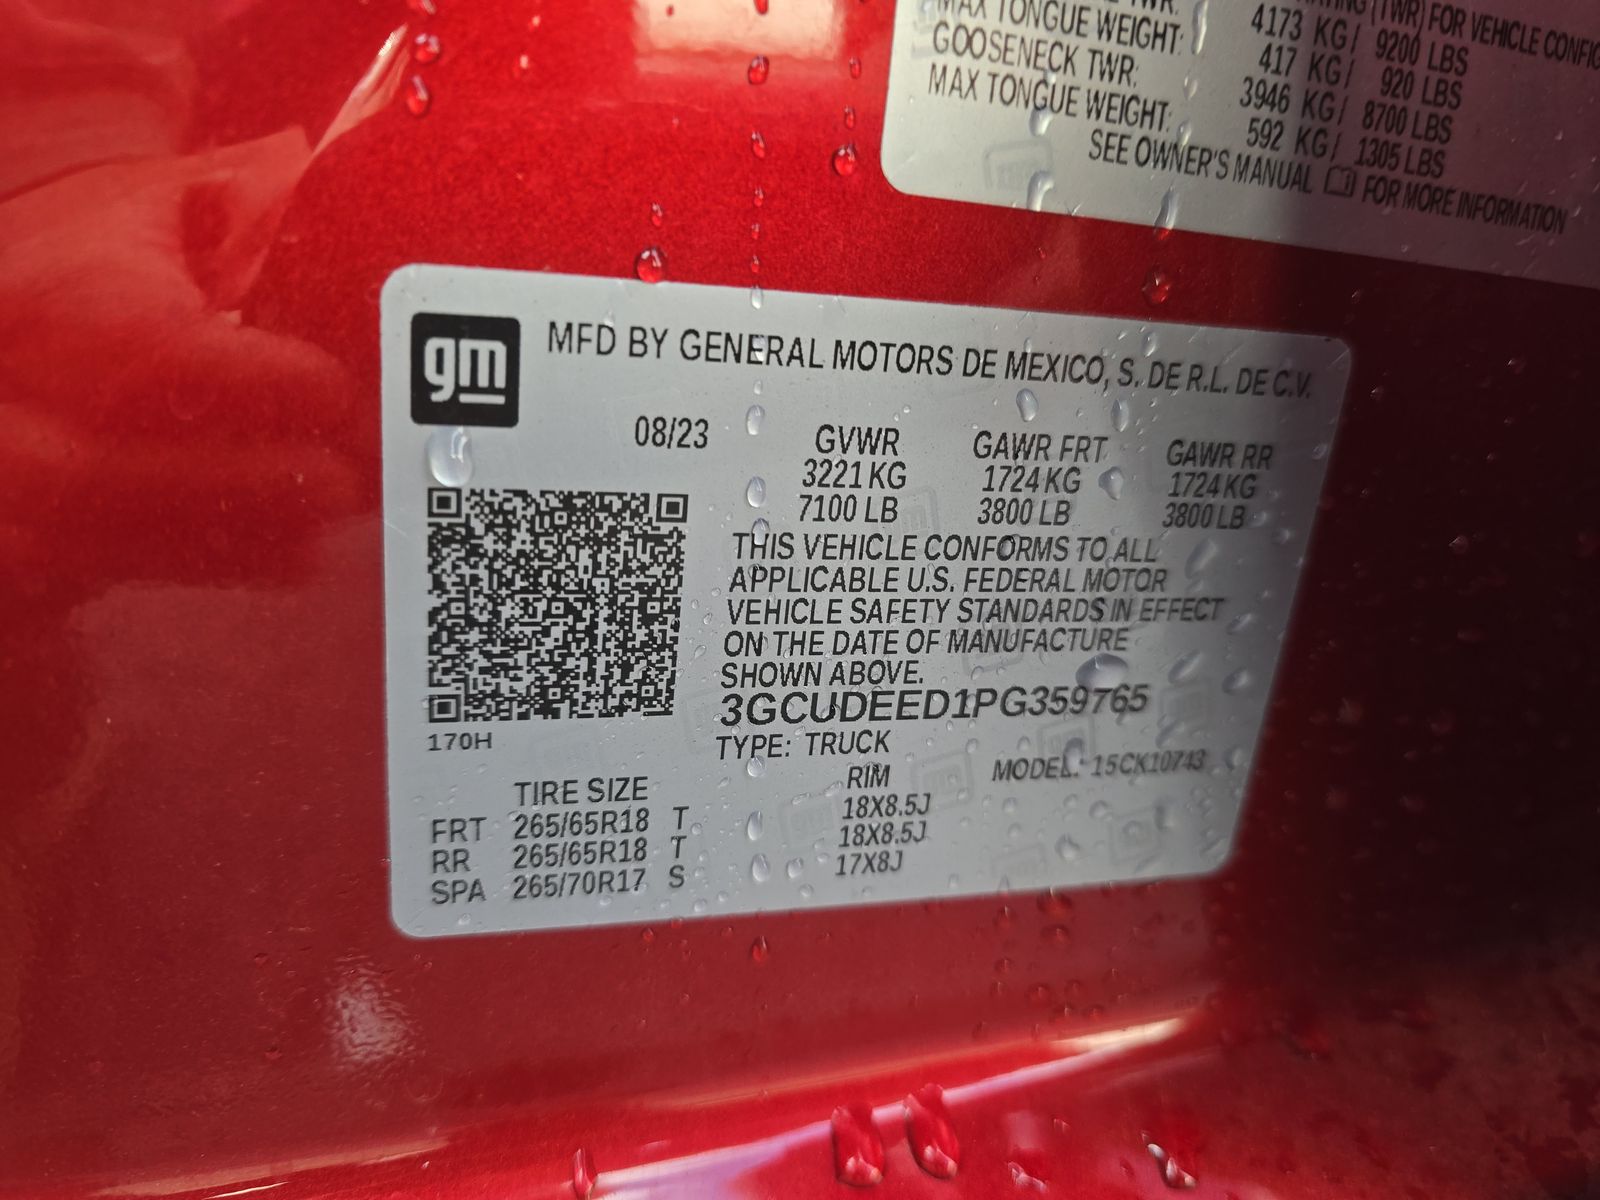 MAX TONGUE WEIGHT: 4173 KG/ 9200 LBS
GOOSENECK TWR: 417 KG/ 920 LBS
MAX TONGUE WEIGHT: 3946 KG/ 8700 LBS
592 KG/ 1305 LBS
(TWR) FOR VEHICLE CONFIG
SEE OWNER'S MANUAL FOR MORE INFORMATION
gm
MFD BY GENERAL MOTORS DE MEXICO, S. DE R.L. DE C.V.
08/23 GVWR GAWR FRT GAWR RR
3221 KG 1724 KG 1724 KG
7100 LB 3800 LB 3800 LB
THIS VEHICLE CONFORMS TO ALL
APPLICABLE U.S. FEDERAL MOTOR
VEHICLE SAFETY STANDARDS IN EFFECT
ON THE DATE OF MANUFACTURE
SHOWN ABOVE.
3GCUDEED1PG359765
170H
TYPE: TRUCK
MODEL: 15CK10743
TIRE SIZE RIM
FRT 265/65R18 T 18X8.5J
RR 265/65R18 T 18X8.5J
SPA 265/70R17 S 17X8J